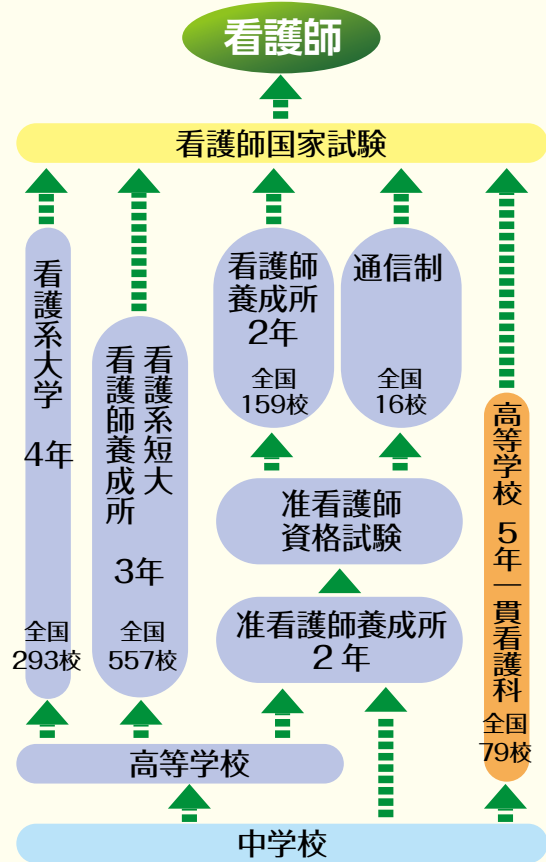 看護師
看護師国家試験
看護系大学
4年
全国
293校
看護系短大
看護師養成所
3年
全国
557校
看護師
養成所
2年
全国
159校
通信制
全国
16校
准看護師
資格試験
准看護師養成所
2年
高等学校
5年一貫看護科
全国
79校
高等学校
中学校